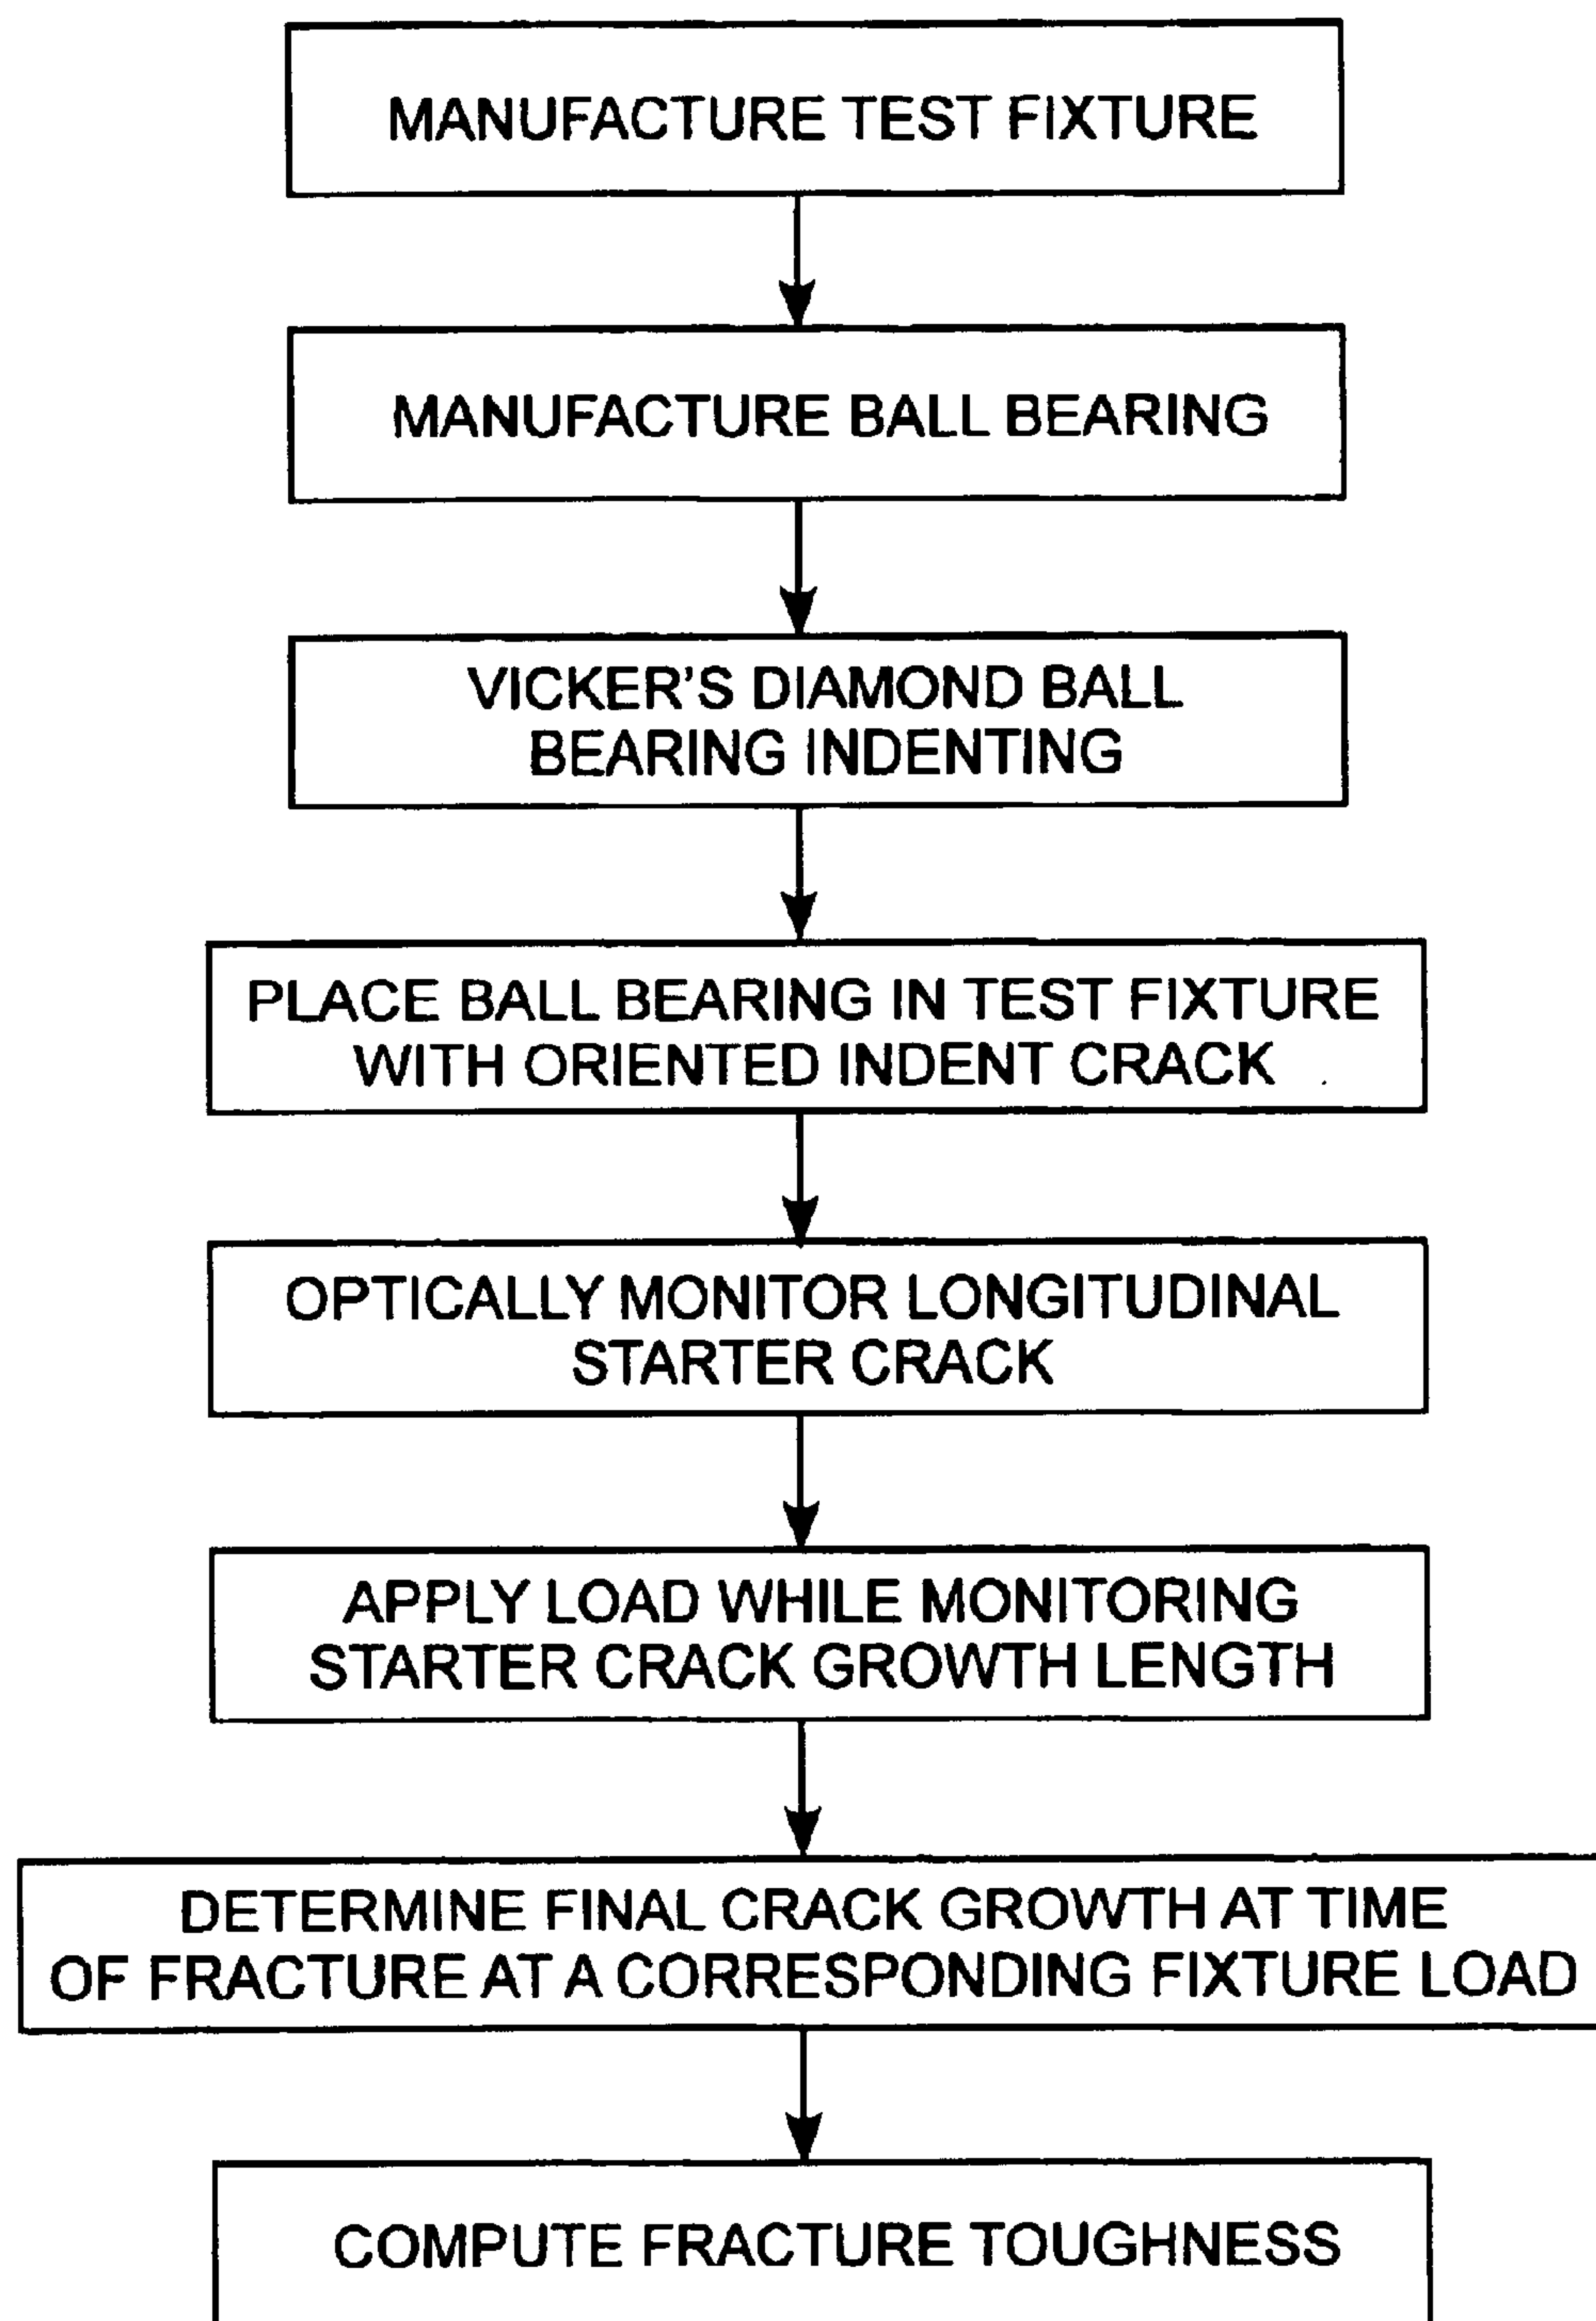 MANUFACTURE TEST FIXTURE
MANUFACTURE BALL BEARING
VICKER'S DIAMOND BALL
BEARING INDENTING
PLACE BALL BEARING IN TEST FIXTURE
WITH ORIENTED INDENT CRACK
OPTICALLY MONITOR LONGITUDINAL
STARTER CRACK
APPLY LOAD WHILE MONITORING
STARTER CRACK GROWTH LENGTH
DETERMINE FINAL CRACK GROWTH AT TIME
OF FRACTURE AT A CORRESPONDING FIXTURE LOAD
COMPUTE FRACTURE TOUGHNESS